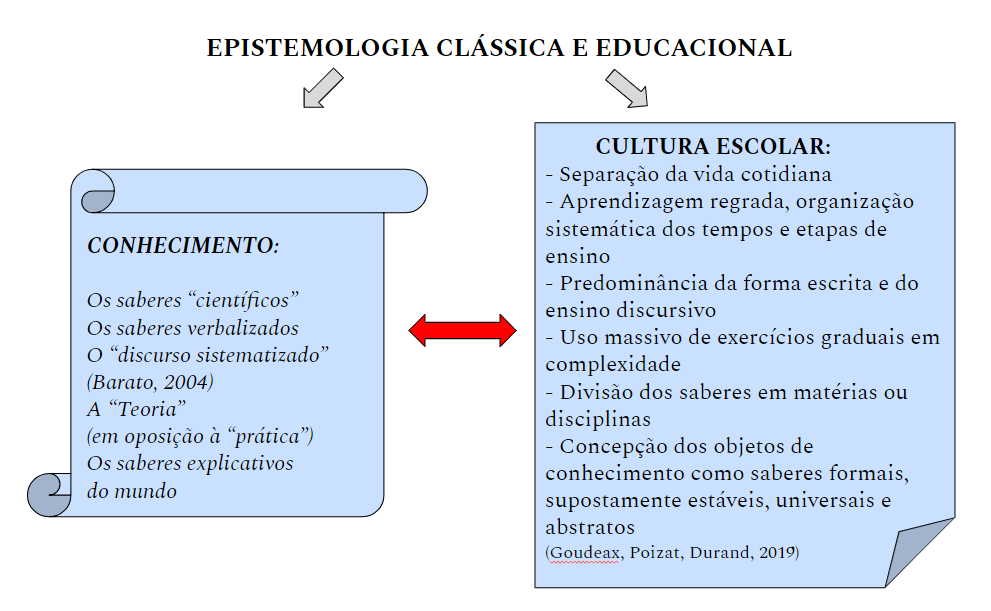 EPISTEMOLOGIA CLÁSSICA E EDUCACIONAL
CONHECIMENTO:
Os saberes “científicos”
Os saberes verbalizados
O “discurso sistematizado”
(Barato, 2004)
A “Teoria”
(em oposição à “prática”)
Os saberes explicativos
do mundo
CULTURA ESCOLAR:
- Separação da vida cotidiana
- Aprendizagem regrada, organização
sistemática dos tempos e etapas de
ensino
- Predominância da forma escrita e do
ensino discursivo
- Uso massivo de exercícios graduais em
complexidade
- Divisão dos saberes em matérias ou
disciplinas
- Concepção dos objetos de
conhecimento como saberes formais,
supostamente estáveis, universais e
abstratos
(Goudeax, Poizat, Durand, 2019)